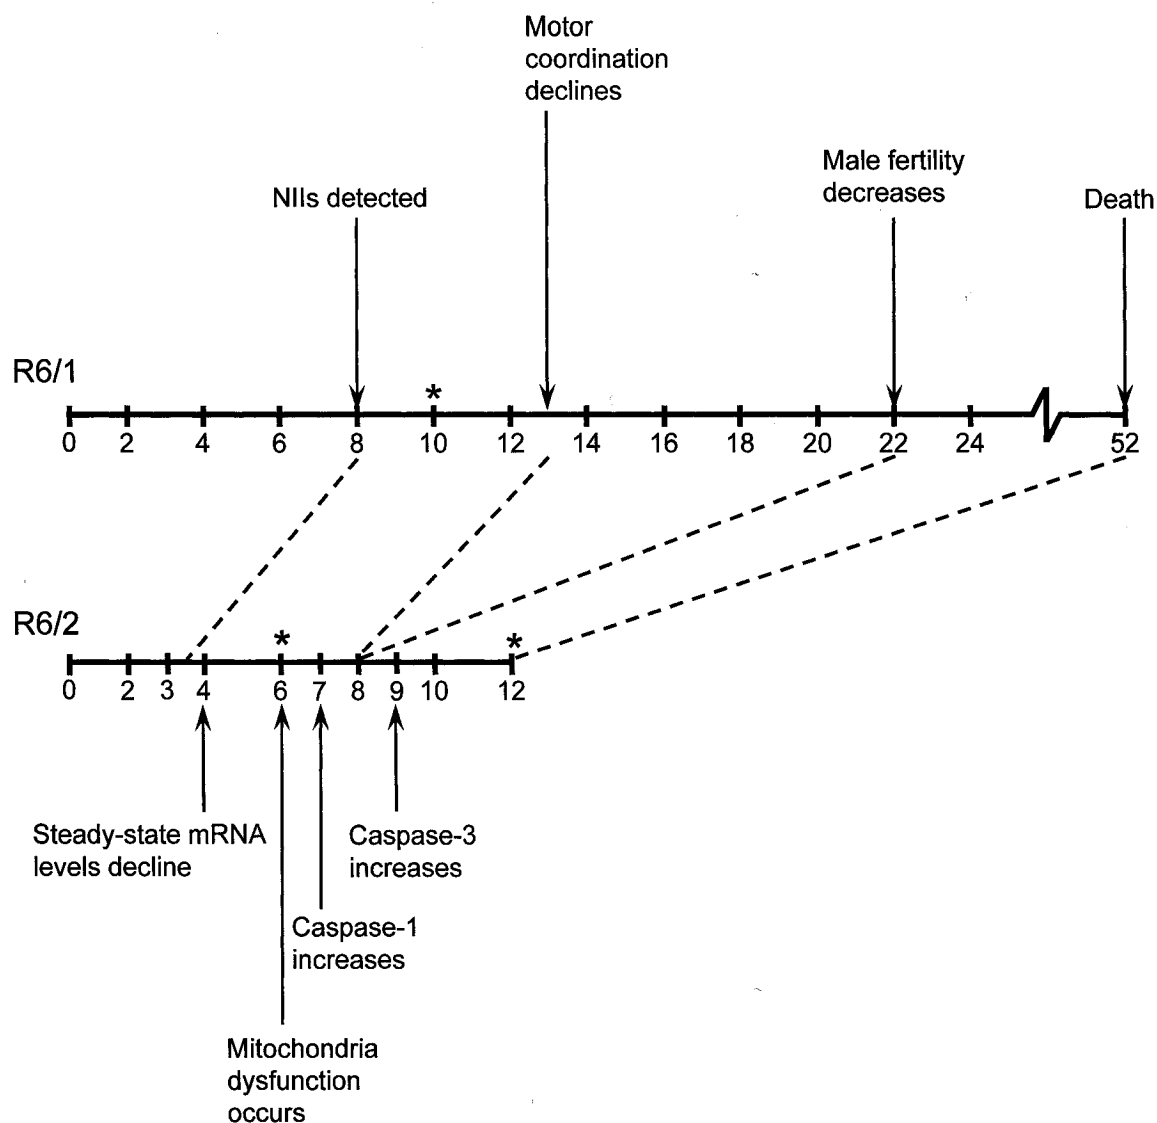 Motor
coordination
declines
Male fertility
decreases
NIIs detected
Death
R6/1
*
0 2 4 6 8 10 12 14 16 18 20 22 24 52
R6/2
* *
0 2 3 4 6 7 8 9 10 12
Steady-state mRNA
levels decline
Caspase-3
increases
Caspase-1
increases
Mitochondria
dysfunction
occurs